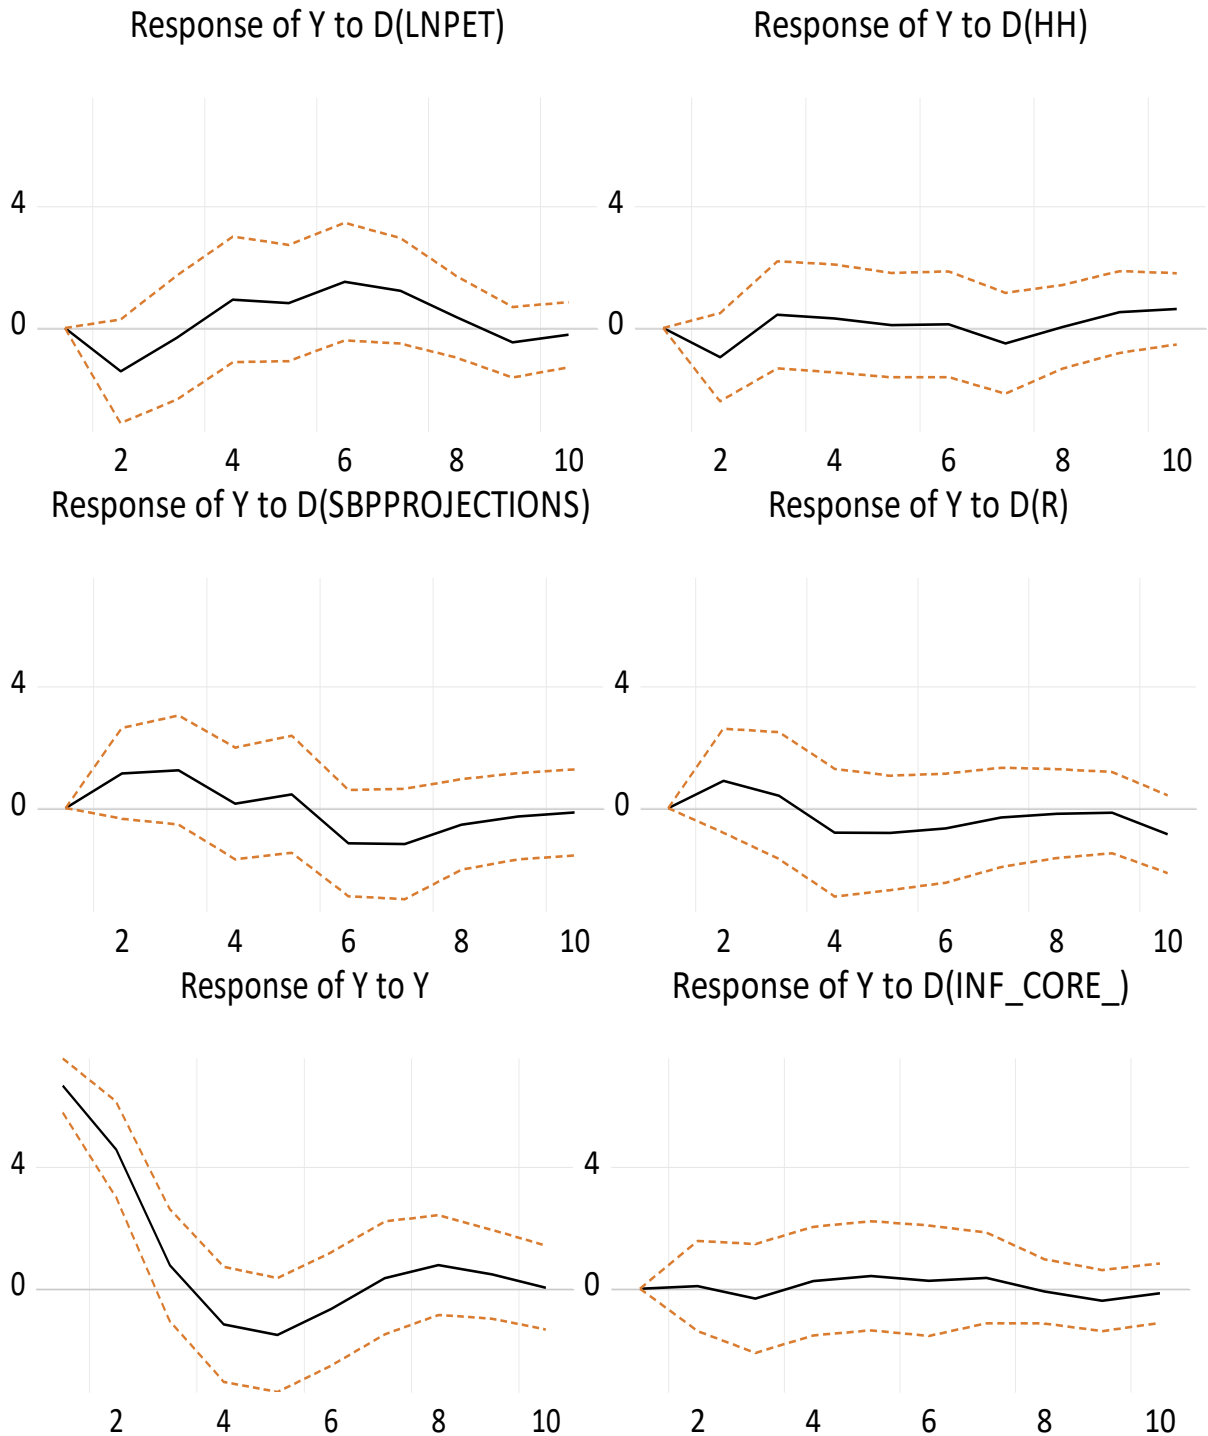 Response of Y to D(LNPET)
4
0
2 4 6 8 10
Response of Y to D(HH)
4
0
2 4 6 8 10
Response of Y to D(SBPPROJECTIONS)
4
0
2 4 6 8 10
Response of Y to D(R)
4
0
2 4 6 8 10
Response of Y to Y
4
0
2 4 6 8 10
Response of Y to D(INF_CORE_)
4
0
2 4 6 8 10